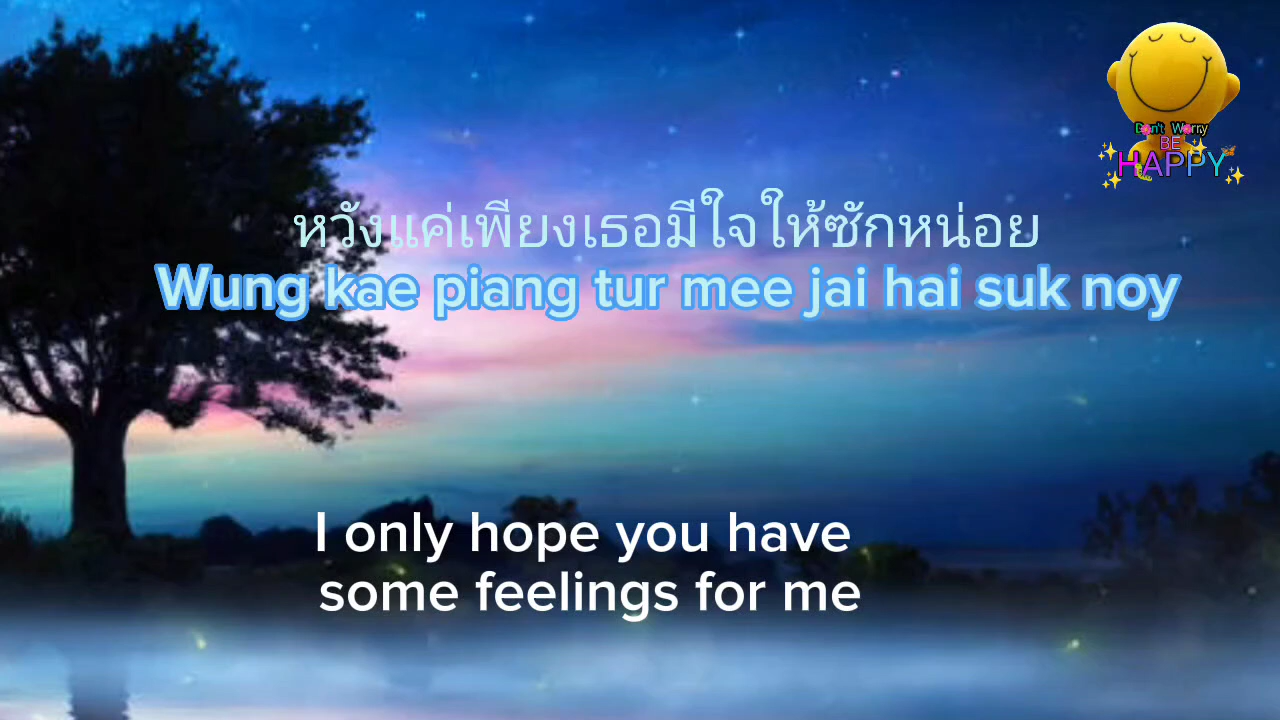 Don't Worry
BE
HAPPY
หวังแค่เพียงเธอมีใจให้ซักหน่อย
Wung kae piang tur mee jai hai suk noy
I only hope you have
some feelings for me